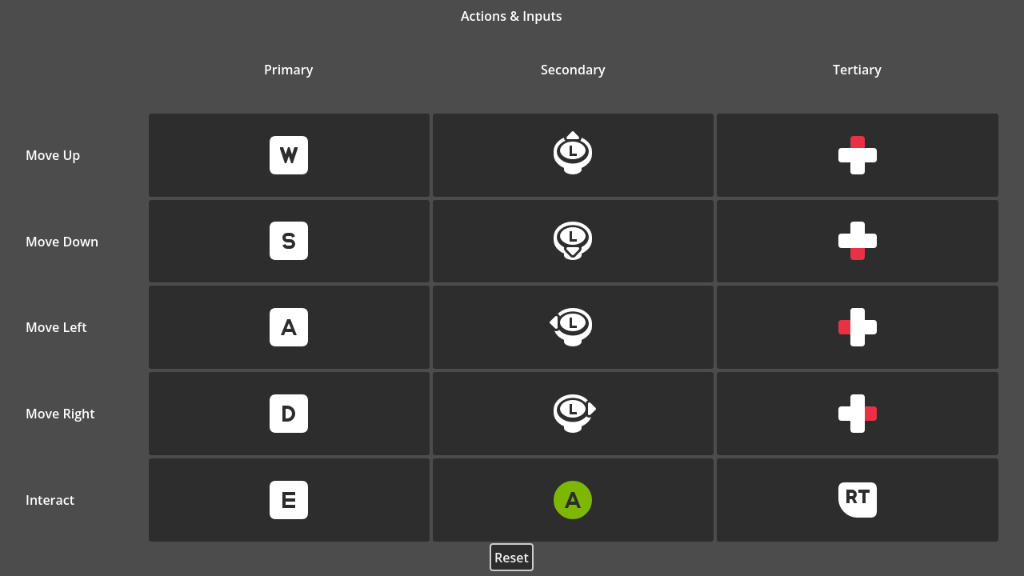 Actions & Inputs
Primary Secondary Tertiary
Move Up W L
Move Down S L
Move Left A L
Move Right D L
Interact E A RT
Reset